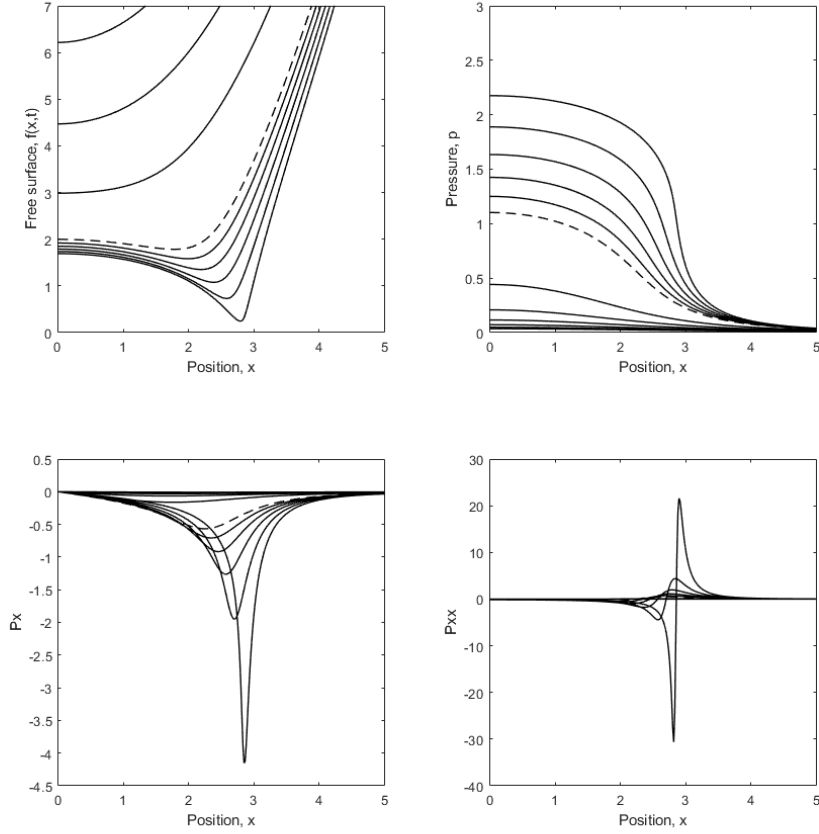 7
6
5
4
3
2
1
0
Free surface, f(x,t)
0 1 2 3 4 5
Position, x
3
2.5
2
1.5
1
0.5
0
Pressure, p
0 1 2 3 4 5
Position, x
0.5
0
-0.5
-1
-1.5
-2
-2.5
-3
-3.5
-4
-4.5
Px
0 1 2 3 4 5
Position, x
30
20
10
0
-10
-20
-30
-40
Pxx
0 1 2 3 4 5
Position, x